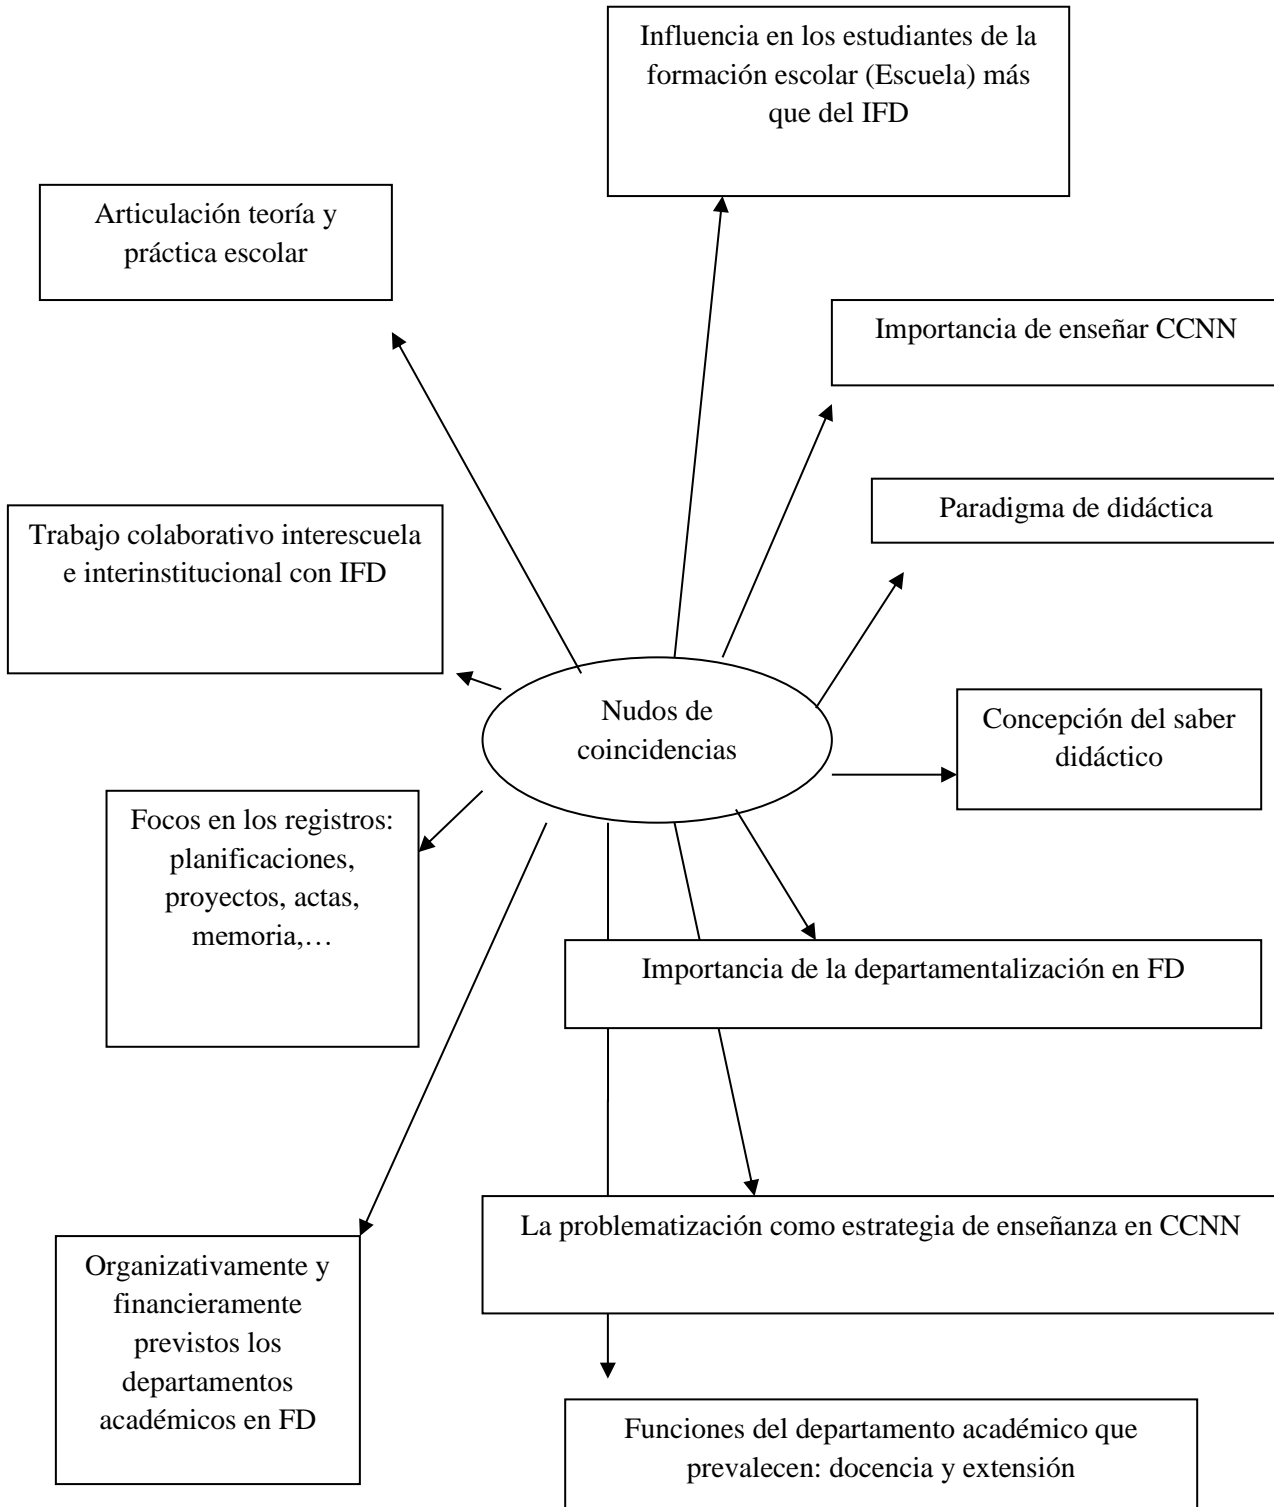 Influencia en los estudiantes de la
formación escolar (Escuela) más
que del IFD
Articulación teoría y
práctica escolar
Importancia de enseñar CCNN
Paradigma de didáctica
Trabajo colaborativo interescuela
e interinstitucional con IFD
Nudos de
coincidencias
Concepción del saber
didáctico
Focos en los registros:
planificaciones,
proyectos, actas,
memoria,…
Importancia de la departamentalización en FD
La problematización como estrategia de enseñanza en CCNN
Organizativamente y
financieramente
previstos los
departamentos
académicos en FD
Funciones del departamento académico que
prevalecen: docencia y extensión